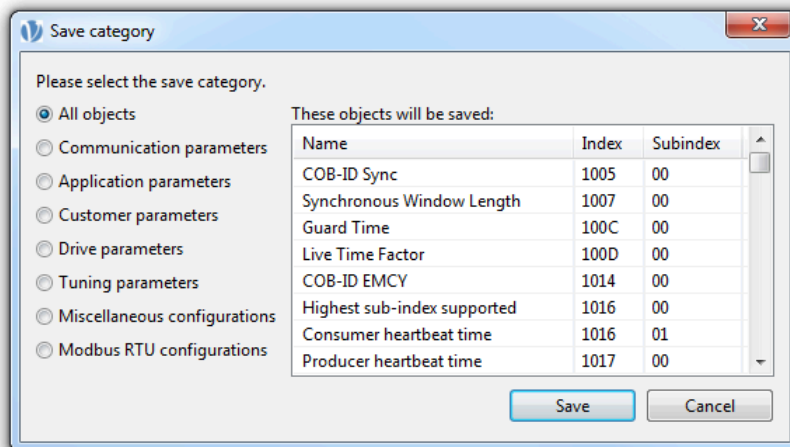 Save category
Please select the save category.
All objects
Communication parameters
Application parameters
Customer parameters
Drive parameters
Tuning parameters
Miscellaneous configurations
Modbus RTU configurations
These objects will be saved:
Name Index Subindex
COB-ID Sync 1005 00
Synchronous Window Length 1007 00
Guard Time 100C 00
Live Time Factor 100D 00
COB-ID EMCY 1014 00
Highest sub-index supported 1016 00
Consumer heartbeat time 1016 01
Producer heartbeat time 1017 00
Save Cancel